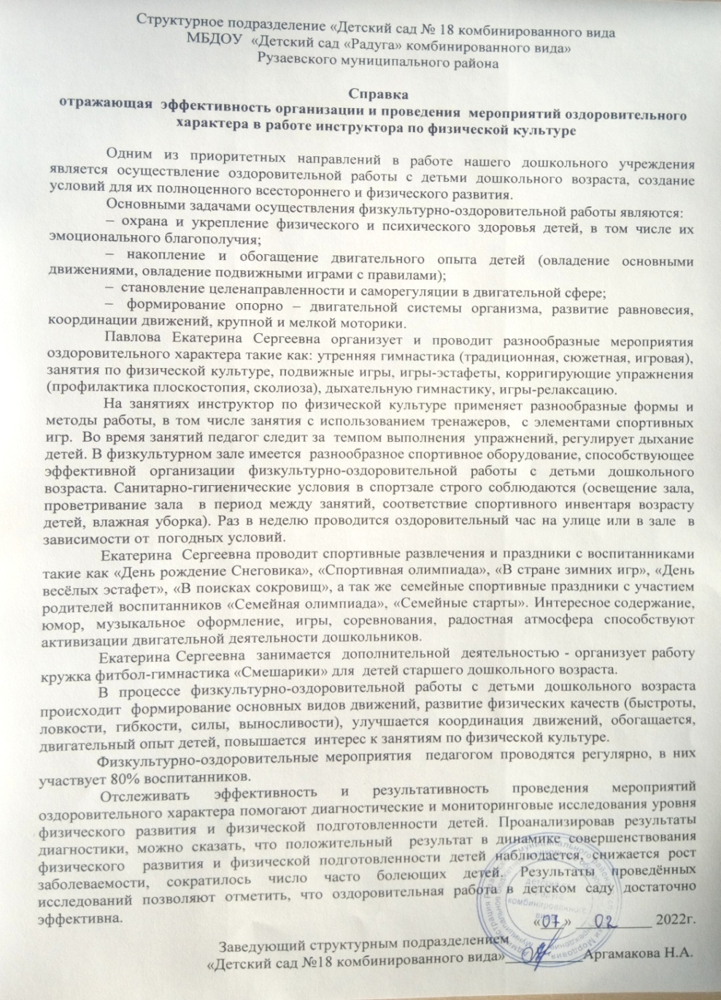 Структурное подразделение «Детский сад № 18 комбинированного вида
МБДОУ «Детский сад «Радуга» комбинированного вида»
Рузаевского муниципального района
Справка
отражающая эффективность организации и проведения мероприятий оздоровительного
характера в работе инструктора по физической культуре
Одним из приоритетных направлений в работе нашего дошкольного учреждения
является осуществление оздоровительной работы с детьми дошкольного возраста, создание
условий для их полноценного всестороннего и физического развития.
Основными задачами осуществления физкультурно-оздоровительной работы являются:
– охрана и укрепление физического и психического здоровья детей, в том числе их
эмоционального благополучия;
– накопление и обогащение двигательного опыта детей (овладение основными
движениями, овладение подвижными играми с правилами);
– становление целенаправленности и саморегуляции в двигательной сфере;
– формирование опорно – двигательной системы организма, развитие равновесия,
координации движений, крупной и мелкой моторики.
Павлова Екатерина Сергеевна организует и проводит разнообразные мероприятия
оздоровительного характера такие как: утренняя гимнастика (традиционная, сюжетная, игровая),
занятия по физической культуре, подвижные игры, игры-эстафеты, корригирующие упражнения
(профилактика плоскостопия, сколиоза), дыхательную гимнастику, игры-релаксацию.
На занятиях инструктор по физической культуре применяет разнообразные формы и
методы работы, в том числе занятия с использованием тренажеров, с элементами спортивных
игр. Во время занятий педагог следит за темпом выполнения упражнений, регулирует дыхание
детей. В физкультурном зале имеется разнообразное спортивное оборудование, способствующее
эффективной организации физкультурно-оздоровительной работы с детьми дошкольного
возраста. Санитарно-гигиенические условия в спортзале строго соблюдаются (освещение зала,
проветривание зала в период между занятий, соответствие спортивного инвентаря возрасту
детей, влажная уборка). Раз в неделю проводится оздоровительный час на улице или в зале в
зависимости от погодных условий.
Екатерина Сергеевна проводит спортивные развлечения и праздники с воспитанниками
такие как «День рождение Снеговика», «Спортивная олимпиада», «В стране зимних игр», «День
весёлых эстафет», «В поисках сокровищ», а так же семейные спортивные праздники с участием
родителей воспитанников «Семейная олимпиада», «Семейные старты». Интересное содержание,
юмор, музыкальное оформление, игры, соревнования, радостная атмосфера способствуют
активизации двигательной деятельности дошкольников.
Екатерина Сергеевна занимается дополнительной деятельностью - организует работу
кружка фитбол-гимнастика «Смешарики» для детей старшего дошкольного возраста.
В процессе физкультурно-оздоровительной работы с детьми дошкольного возраста
происходит формирование основных видов движений, развитие физических качеств (быстроты,
ловкости, гибкости, силы, выносливости), улучшается координация движений, обогащается,
двигательный опыт детей, повышается интерес к занятиям по физической культуре.
Физкультурно-оздоровительные мероприятия педагогом проводятся регулярно, в них
участвует 80% воспитанников.
Отслеживать эффективность и результативность проведения мероприятий
оздоровительного характера помогают диагностические и мониторинговые исследования уровня
физического развития и физической подготовленности детей. Проанализировав результаты
диагностики, можно сказать, что положительный результат в динамике совершенствования
физического развития и физической подготовленности детей наблюдается, снижается рост
заболеваемости, сократилось число часто болеющих детей. Результаты проведённых
исследований позволяют отметить, что оздоровительная работа в детском саду достаточно
эффективна.
«07» 02 2022г.
Заведующий структурным подразделением
«Детский сад №18 комбинированного вида» Аргамакова Н.А.
комбинированного
вида»